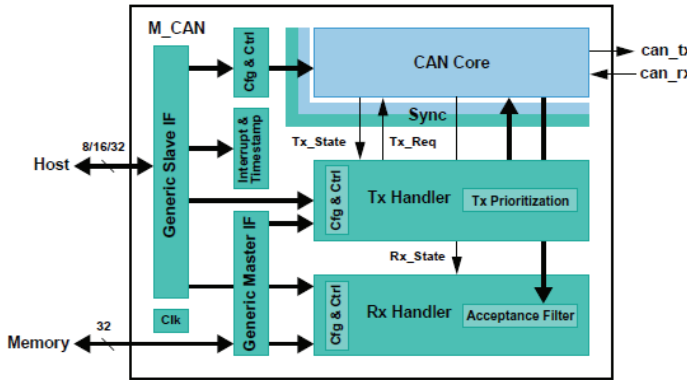 M_CAN
Cfg & Ctrl
CAN Core
can_tx
can_rx
Sync
Generic Slave IF
8/16/32
Host
Interrupt &
Timestamp
Tx_State
Tx_Req
Cfg & Ctrl
Tx Handler
Tx Prioritization
Generic Master IF
Rx_State
Cfg & Ctrl
Rx Handler
Acceptance Filter
Clk
32
Memory